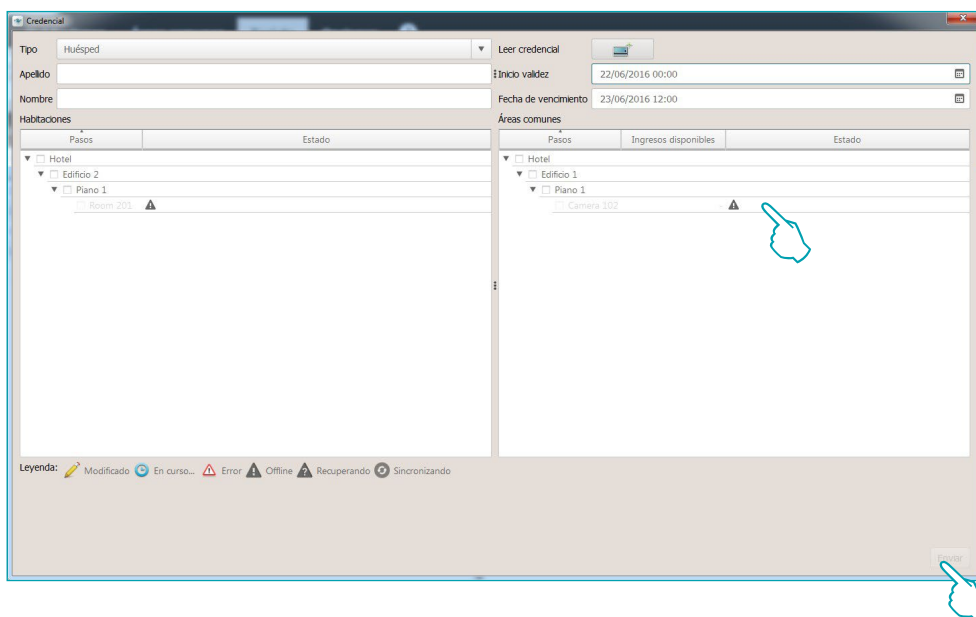 Credencial
Tipo Huésped
Leer credencial
Apellido
Inicio validez 22/06/2016 00:00
Nombre
Fecha de vencimiento 23/06/2016 12:00
Habitaciones
Áreas comunes
Pasos Estado
Pasos Ingresos disponibles Estado
Hotel
Edificio 2
Piano 1
Room 201
Hotel
Edificio 1
Piano 1
Camera 102 -
Leyenda: Modificado En curso... Error Offline Recuperando Sincronizando
Enviar